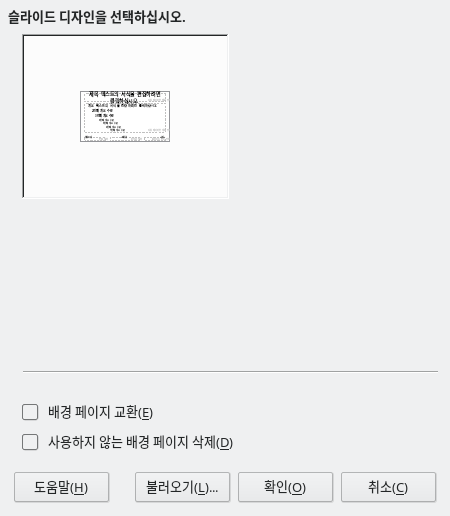 슬라이드 디자인을 선택하십시오.
제목 텍스트의 서식을 편집하려면
클릭하십시오
배경 페이지 교환(E)
사용하지 않는 배경 페이지 삭제(D)
도움말(H)
불러오기(L)...
확인(O)
취소(C)